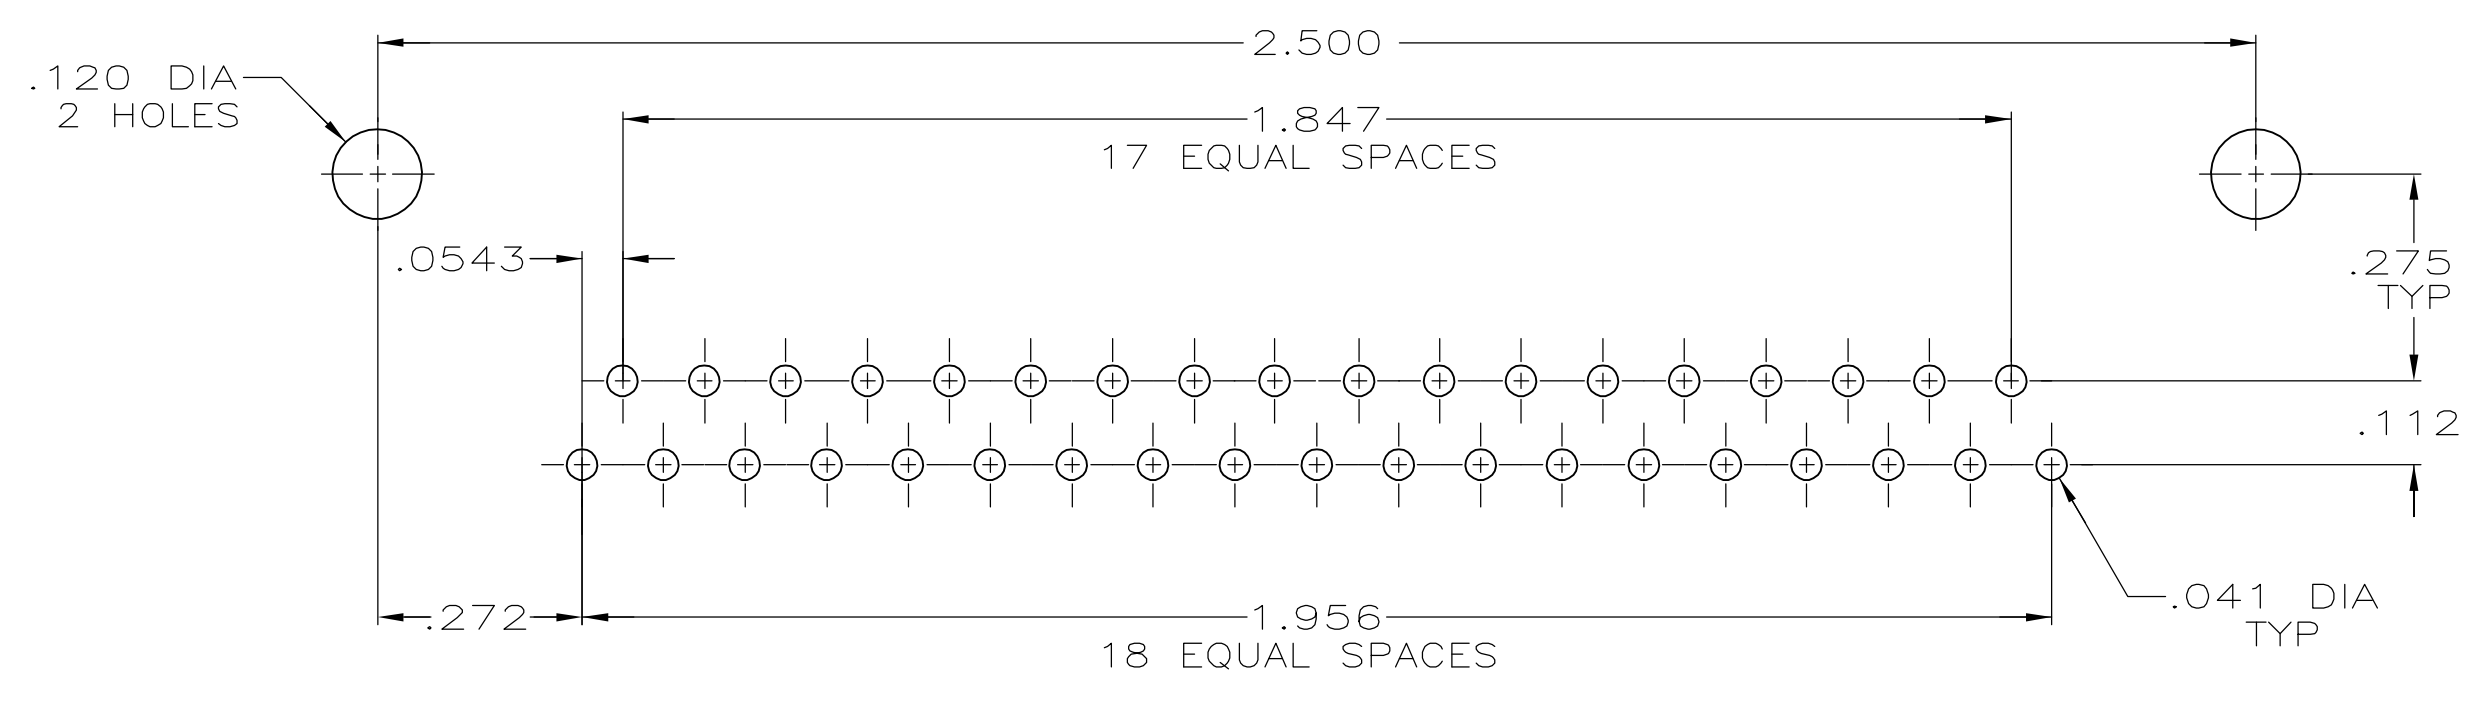 2.500
.120 DIA
2 HOLES
1.847
17 EQUAL SPACES
.0543
.275
TYP
.112
.272
1.956
18 EQUAL SPACES
.041 DIA
TYP